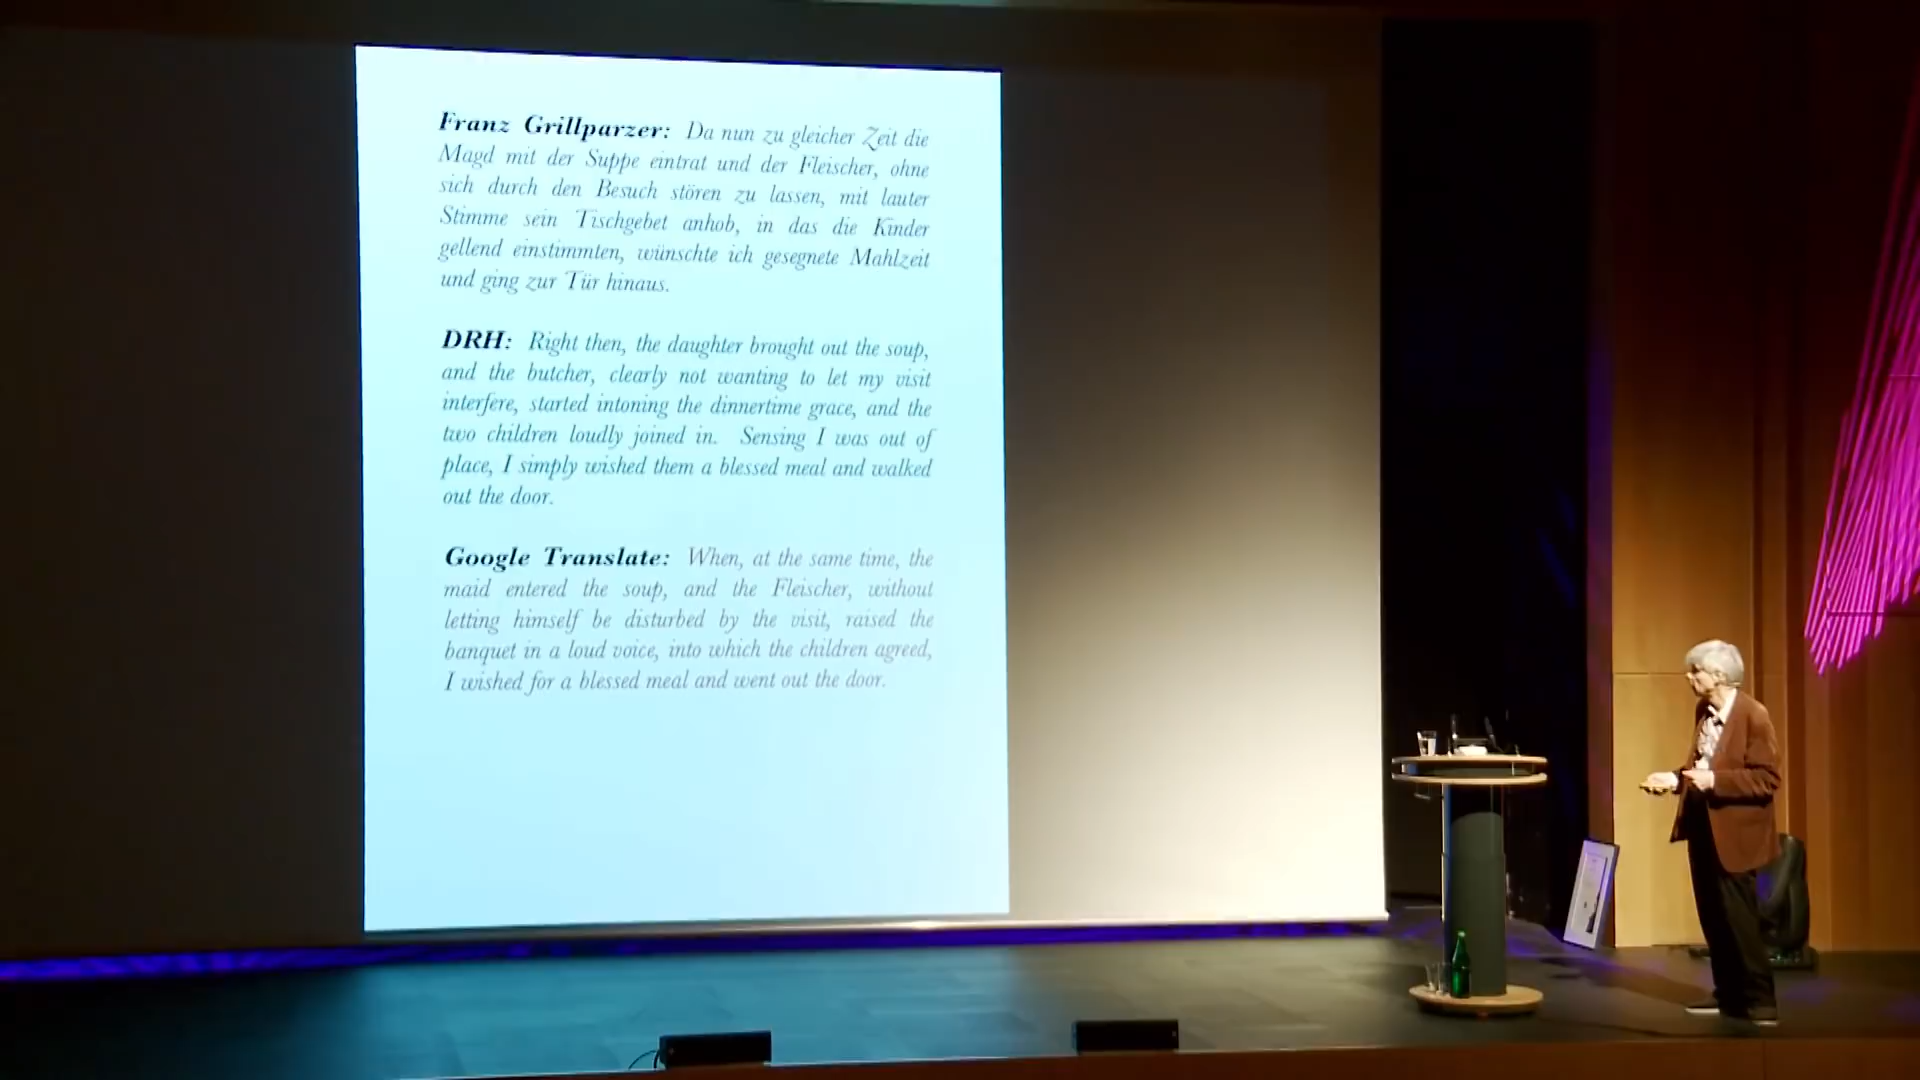 Franz Grillparzer: Da nun zu gleicher Zeit die
Magd mit der Suppe eintrat und der Fleischer, ohne
sich durch den Besuch stören zu lassen, mit lauter
Stimme sein Tischgebet anhob, in das die Kinder
gellend einstimmten, wünschte ich gesegnete Mahlzeit
und ging zur Tür hinaus.
DRH: Right then, the daughter brought out the soup,
and the butcher, clearly not wanting to let my visit
interfere, started intoning the dinnertime grace, and the
two children loudly joined in. Sensing I was out of
place, I simply wished them a blessed meal and walked
out the door.
Google Translate: When, at the same time, the
maid entered the soup, and the Fleischer, without
letting himself be disturbed by the visit, raised the
banquet in a loud voice, into which the children agreed,
I wished for a blessed meal and went out the door.